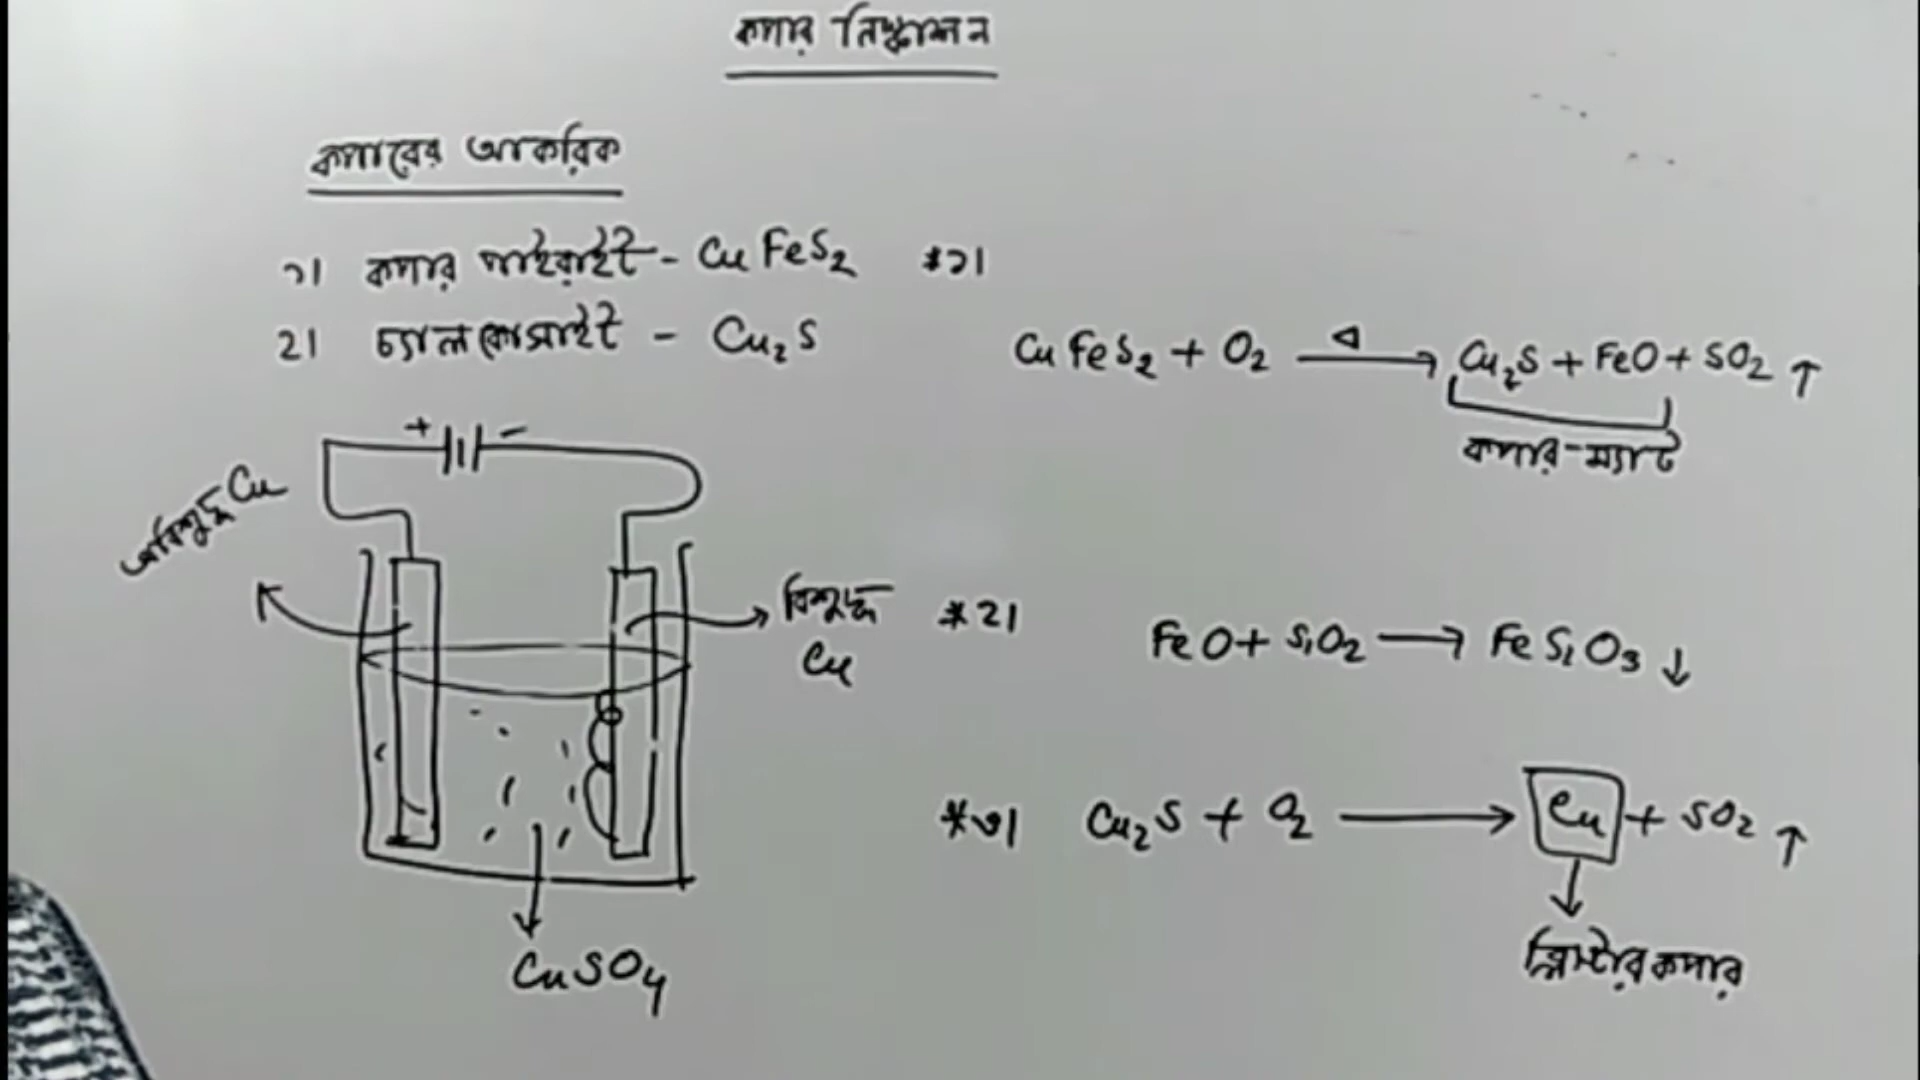 কপার নিষ্কাশন
কপারের আকরিক
১। কপার পাইরাইট - CuFeS₂
২। চ্যালকোসাইট - Cu₂S
*১।
CuFeS₂ + O₂ —Δ→ Cu₂S + FeO + SO₂ ↑
কপার-ম্যাট
+ -
অবিশুদ্ধ Cu
বিশুদ্ধ
Cu
CuSO₄
*২। FeO + SiO₂ → FeSiO₃ ↓
*৩। Cu₂S + O₂ → Cu + SO₂ ↑
ব্লিস্টার কপার